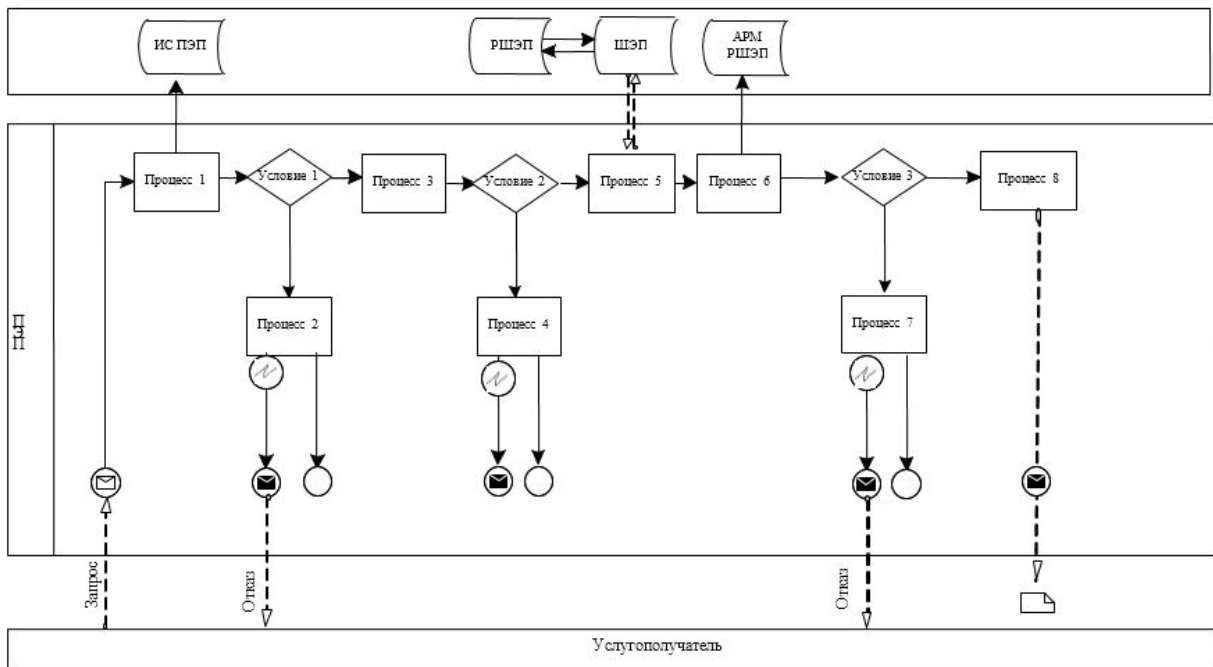 ИС ПЭП
РШЭП
ШЭП
АРМ
РШЭП
Процесс 1
Условие 1
Процесс 3
Условие 2
Процесс 5
Процесс 6
Условие 3
Процесс 8
Процесс 2
Процесс 4
Процесс 7
ПЭП
Запрос
Отказ
Отказ
Услугополучатель